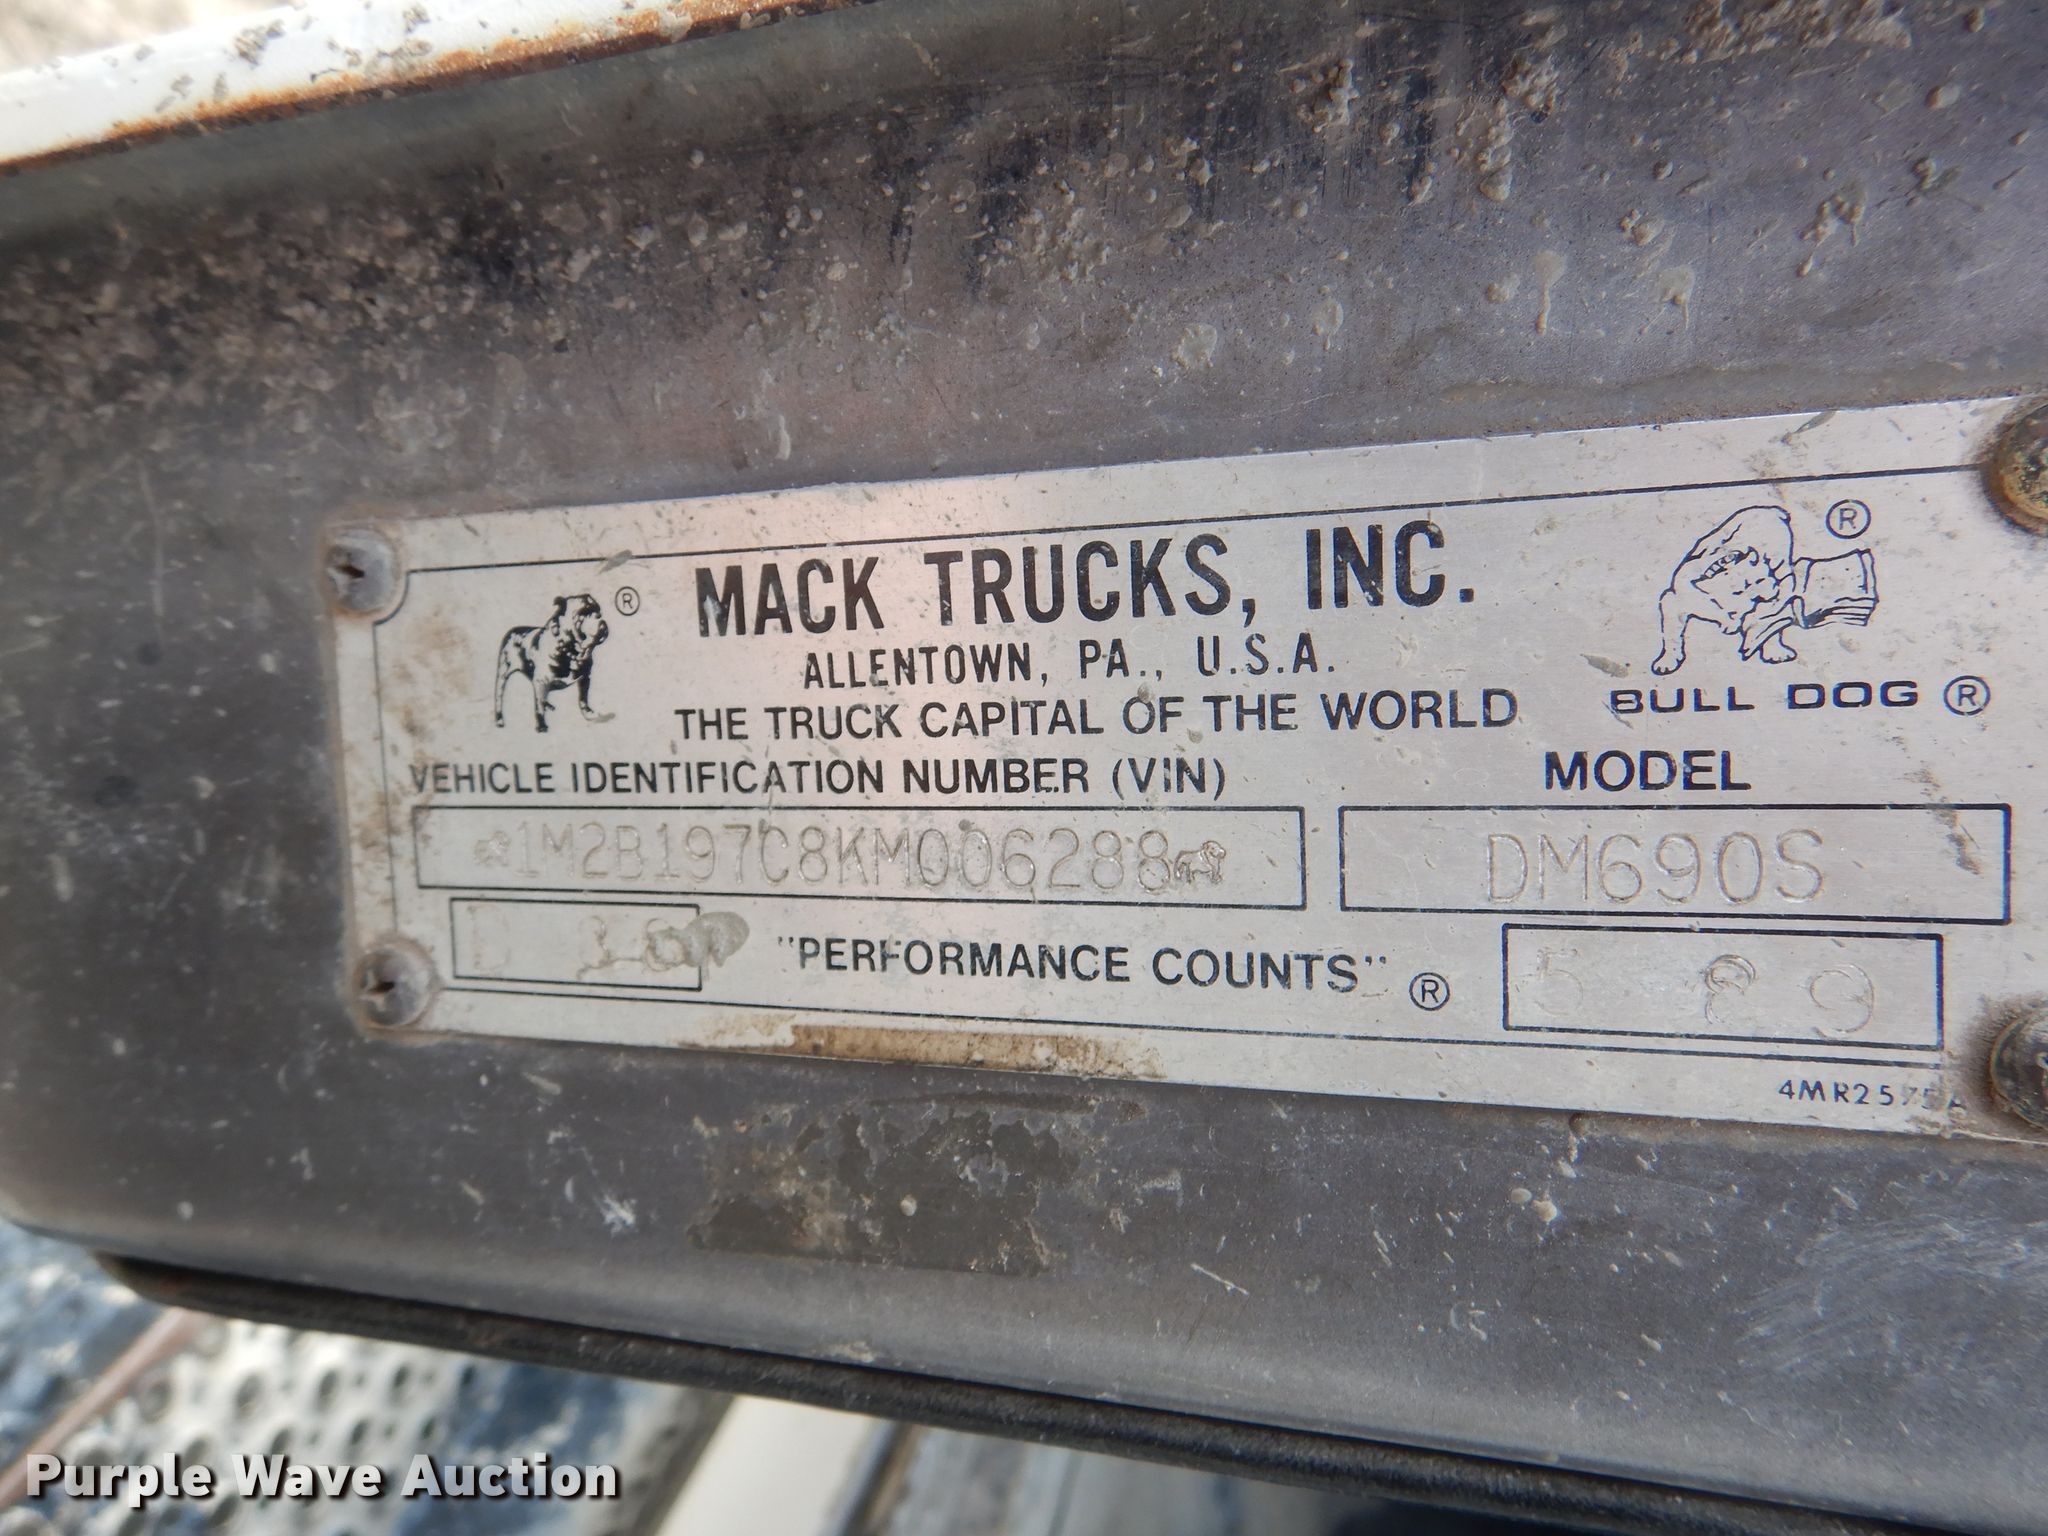 ® MACK TRUCKS, INC. ®
ALLENTOWN, PA., U.S.A.
THE TRUCK CAPITAL OF THE WORLD
BULL DOG ®
VEHICLE IDENTIFICATION NUMBER (VIN)
MODEL
1M2B197C8KM006288
DM690S
"PERFORMANCE COUNTS" ®
5 89
Purple Wave Auction